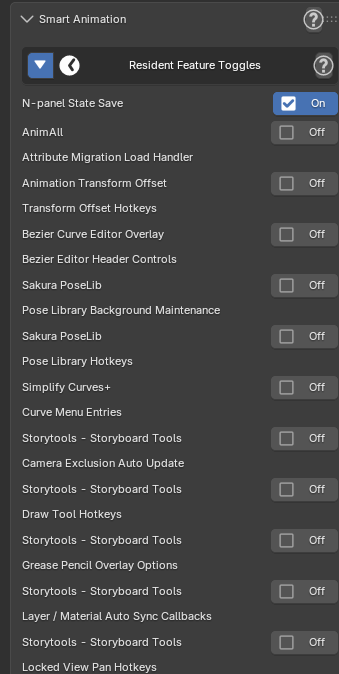 Smart Animation
Resident Feature Toggles
N-panel State Save On
AnimAll Off
Attribute Migration Load Handler
Animation Transform Offset Off
Transform Offset Hotkeys
Bezier Curve Editor Overlay Off
Bezier Editor Header Controls
Sakura PoseLib Off
Pose Library Background Maintenance
Sakura PoseLib Off
Pose Library Hotkeys
Simplify Curves+ Off
Curve Menu Entries
Storytools - Storyboard Tools Off
Camera Exclusion Auto Update
Storytools - Storyboard Tools Off
Draw Tool Hotkeys
Storytools - Storyboard Tools Off
Grease Pencil Overlay Options
Storytools - Storyboard Tools Off
Layer / Material Auto Sync Callbacks
Storytools - Storyboard Tools Off
Locked View Pan Hotkeys